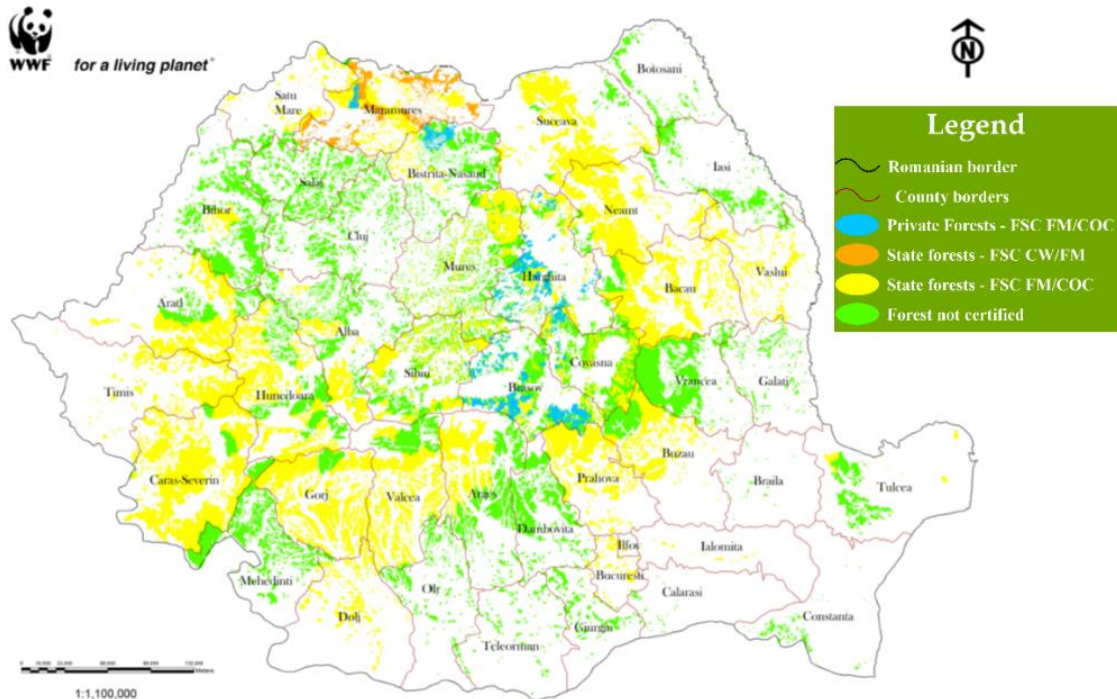 WWF
for a living planet®
N
Botosani
Satu
Mare
Maramures
Suceava
Legend
Romanian border
County borders
Private Forests - FSC FM/COC
State forests - FSC CW/FM
State forests - FSC FM/COC
Forest not certified
Iasi
Bistrita-Nasaud
Salaj
Bihor
Neamt
Cluj
Mures
Harghita
Bacau
Vaslui
Arad
Alba
Sibiu
Covasna
Brasov
Vrancea
Galati
Timis
Hunedoara
Buzau
Caras-Severin
Gorj
Valcea
Arges
Prahova
Braila
Tulcea
Dambovita
Ilfov
Ialomita
Mehedinti
Bucuresti
Olt
Calarasi
Dolj
Giurgiu
Constanta
Teleorman
1:1,100,000